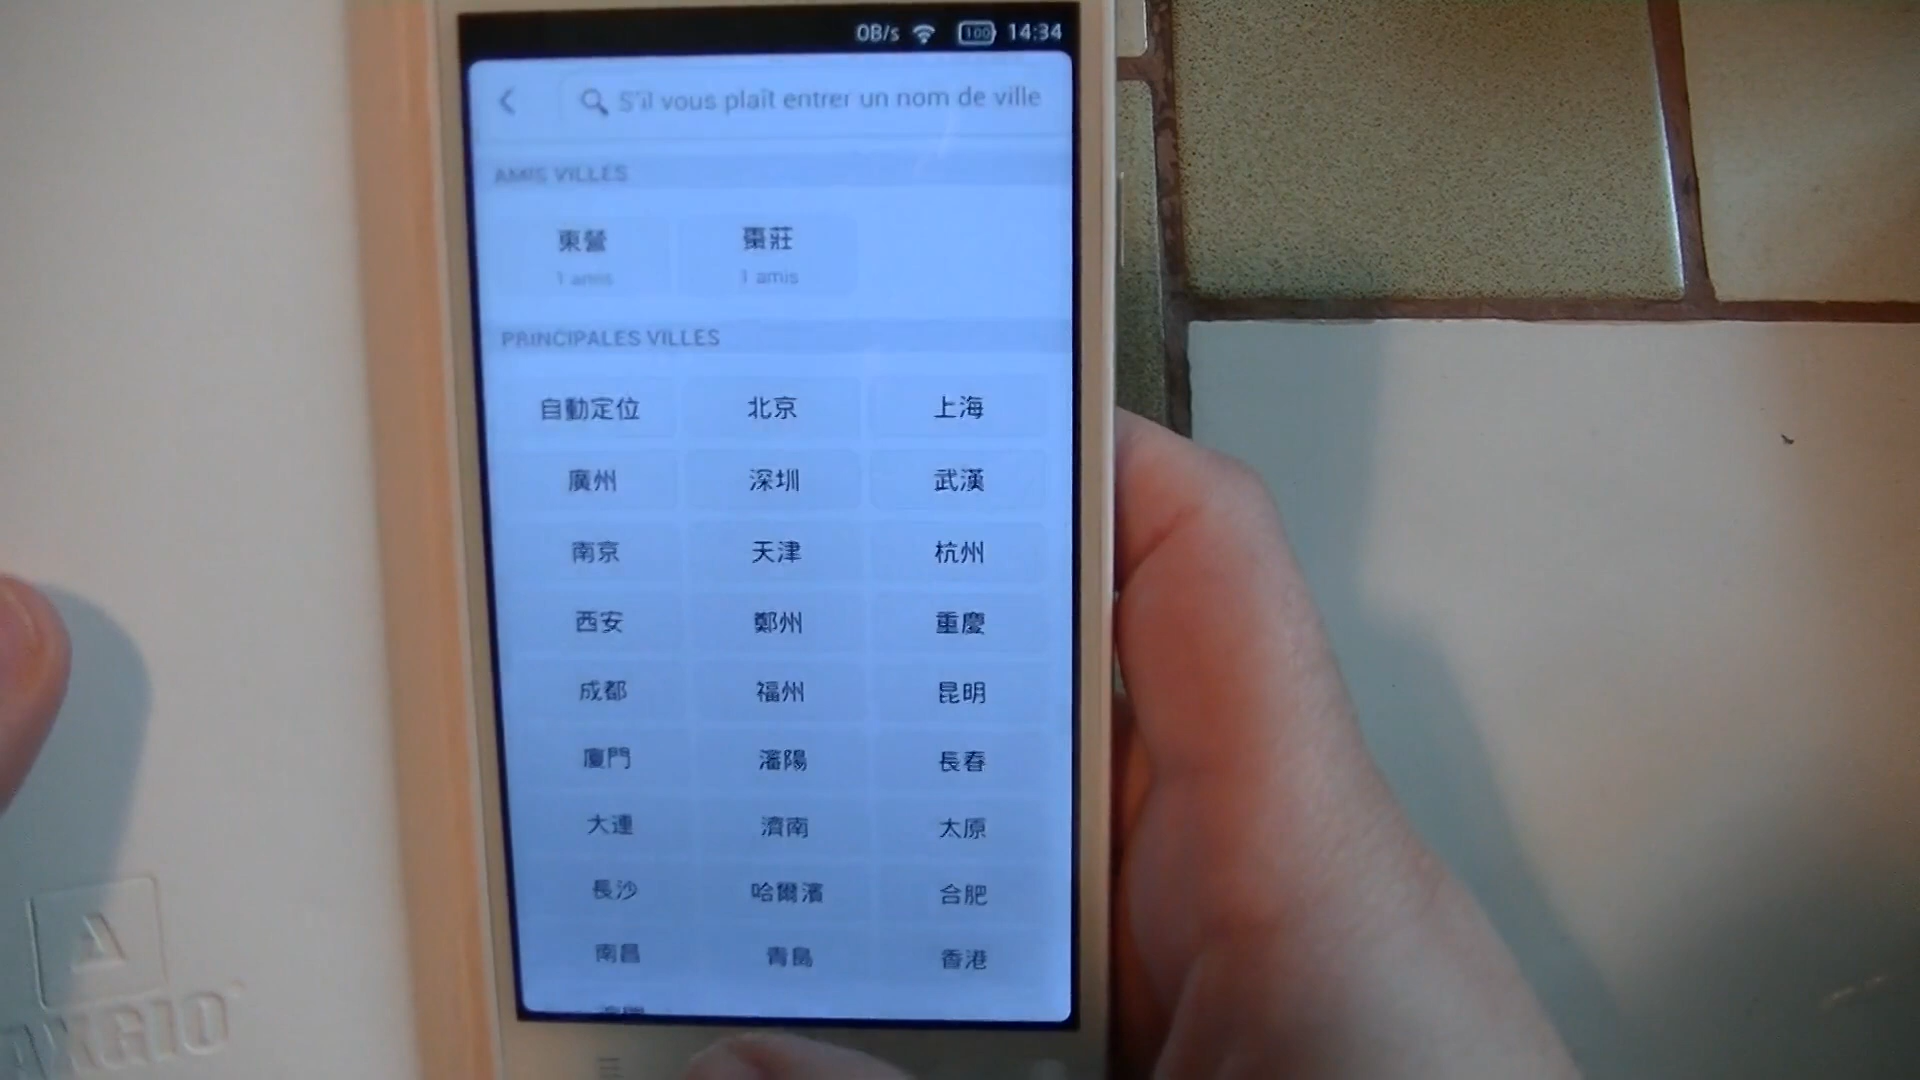 0B/s 100 14:34
S'il vous plaît entrer un nom de ville
AMIS VILLES
東營 棗莊
1 amis 1 amis
PRINCIPALES VILLES
自動定位 北京 上海
廣州 深圳 武漢
南京 天津 杭州
西安 鄭州 重慶
成都 福州 昆明
廈門 瀋陽 長春
大連 濟南 太原
長沙 哈爾濱 合肥
南昌 青島 香港